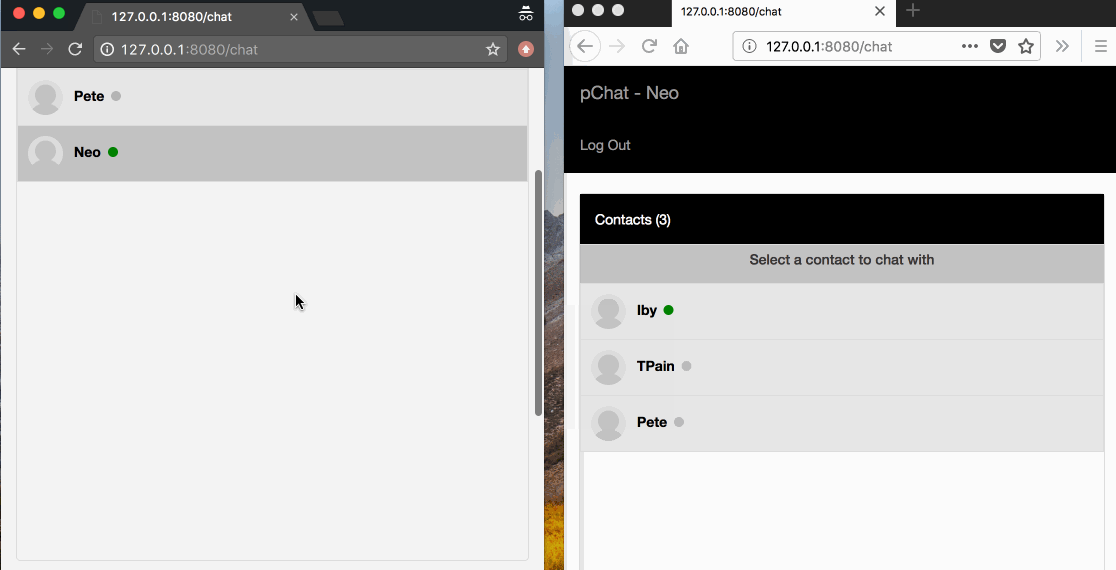 127.0.0.1:8080/chat
127.0.0.1:8080/chat
Pete
Neo
127.0.0.1:8080/chat
127.0.0.1:8080/chat
pChat - Neo
Log Out
Contacts (3)
Select a contact to chat with
Iby
TPain
Pete